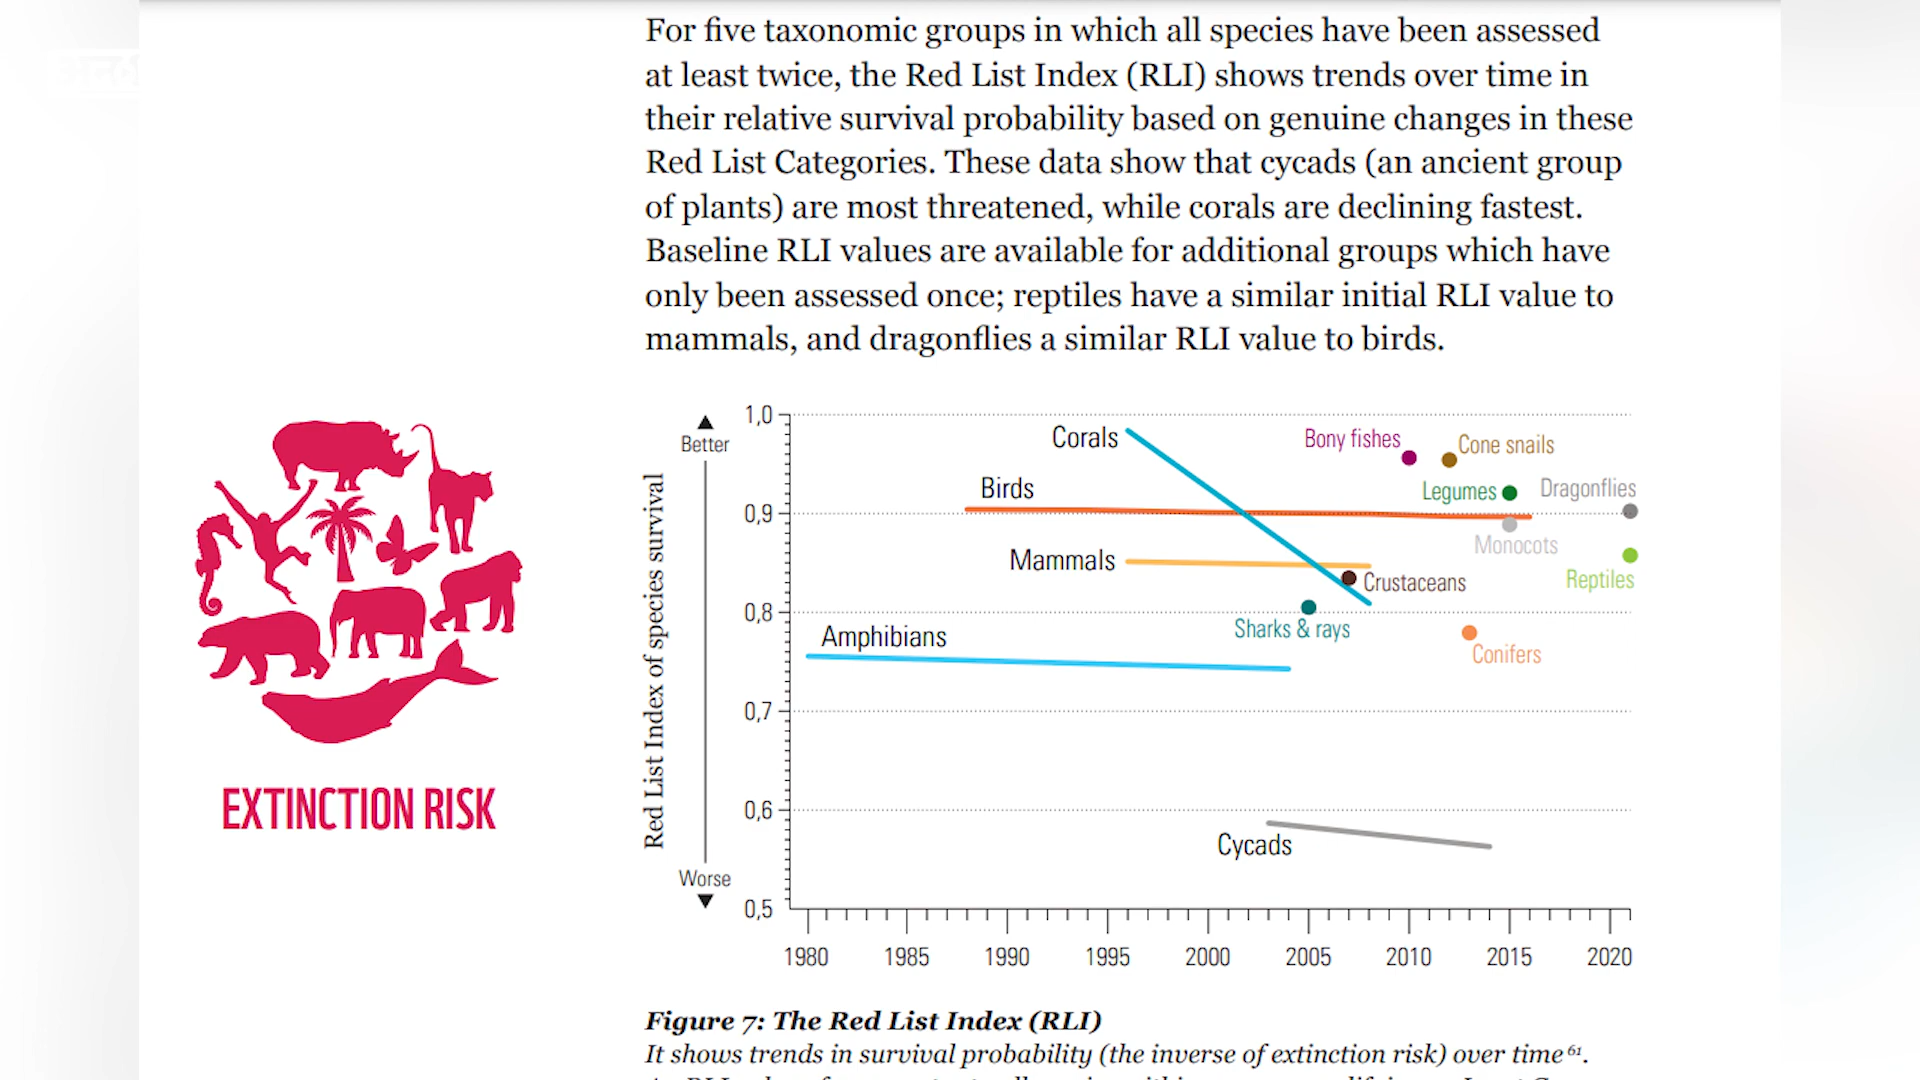 For five taxonomic groups in which all species have been assessed
at least twice, the Red List Index (RLI) shows trends over time in
their relative survival probability based on genuine changes in these
Red List Categories. These data show that cycads (an ancient group
of plants) are most threatened, while corals are declining fastest.
Baseline RLI values are available for additional groups which have
only been assessed once; reptiles have a similar initial RLI value to
mammals, and dragonflies a similar RLI value to birds.
EXTINCTION RISK
Better
Red List Index of species survival
Worse
1,0
0,9
0,8
0,7
0,6
0,5
Corals
Bony fishes
Cone snails
Birds
Legumes
Dragonflies
Monocots
Mammals
Crustaceans
Reptiles
Sharks & rays
Amphibians
Conifers
Cycads
1980 1985 1990 1995 2000 2005 2010 2015 2020
Figure 7: The Red List Index (RLI)
It shows trends in survival probability (the inverse of extinction risk) over time 61.